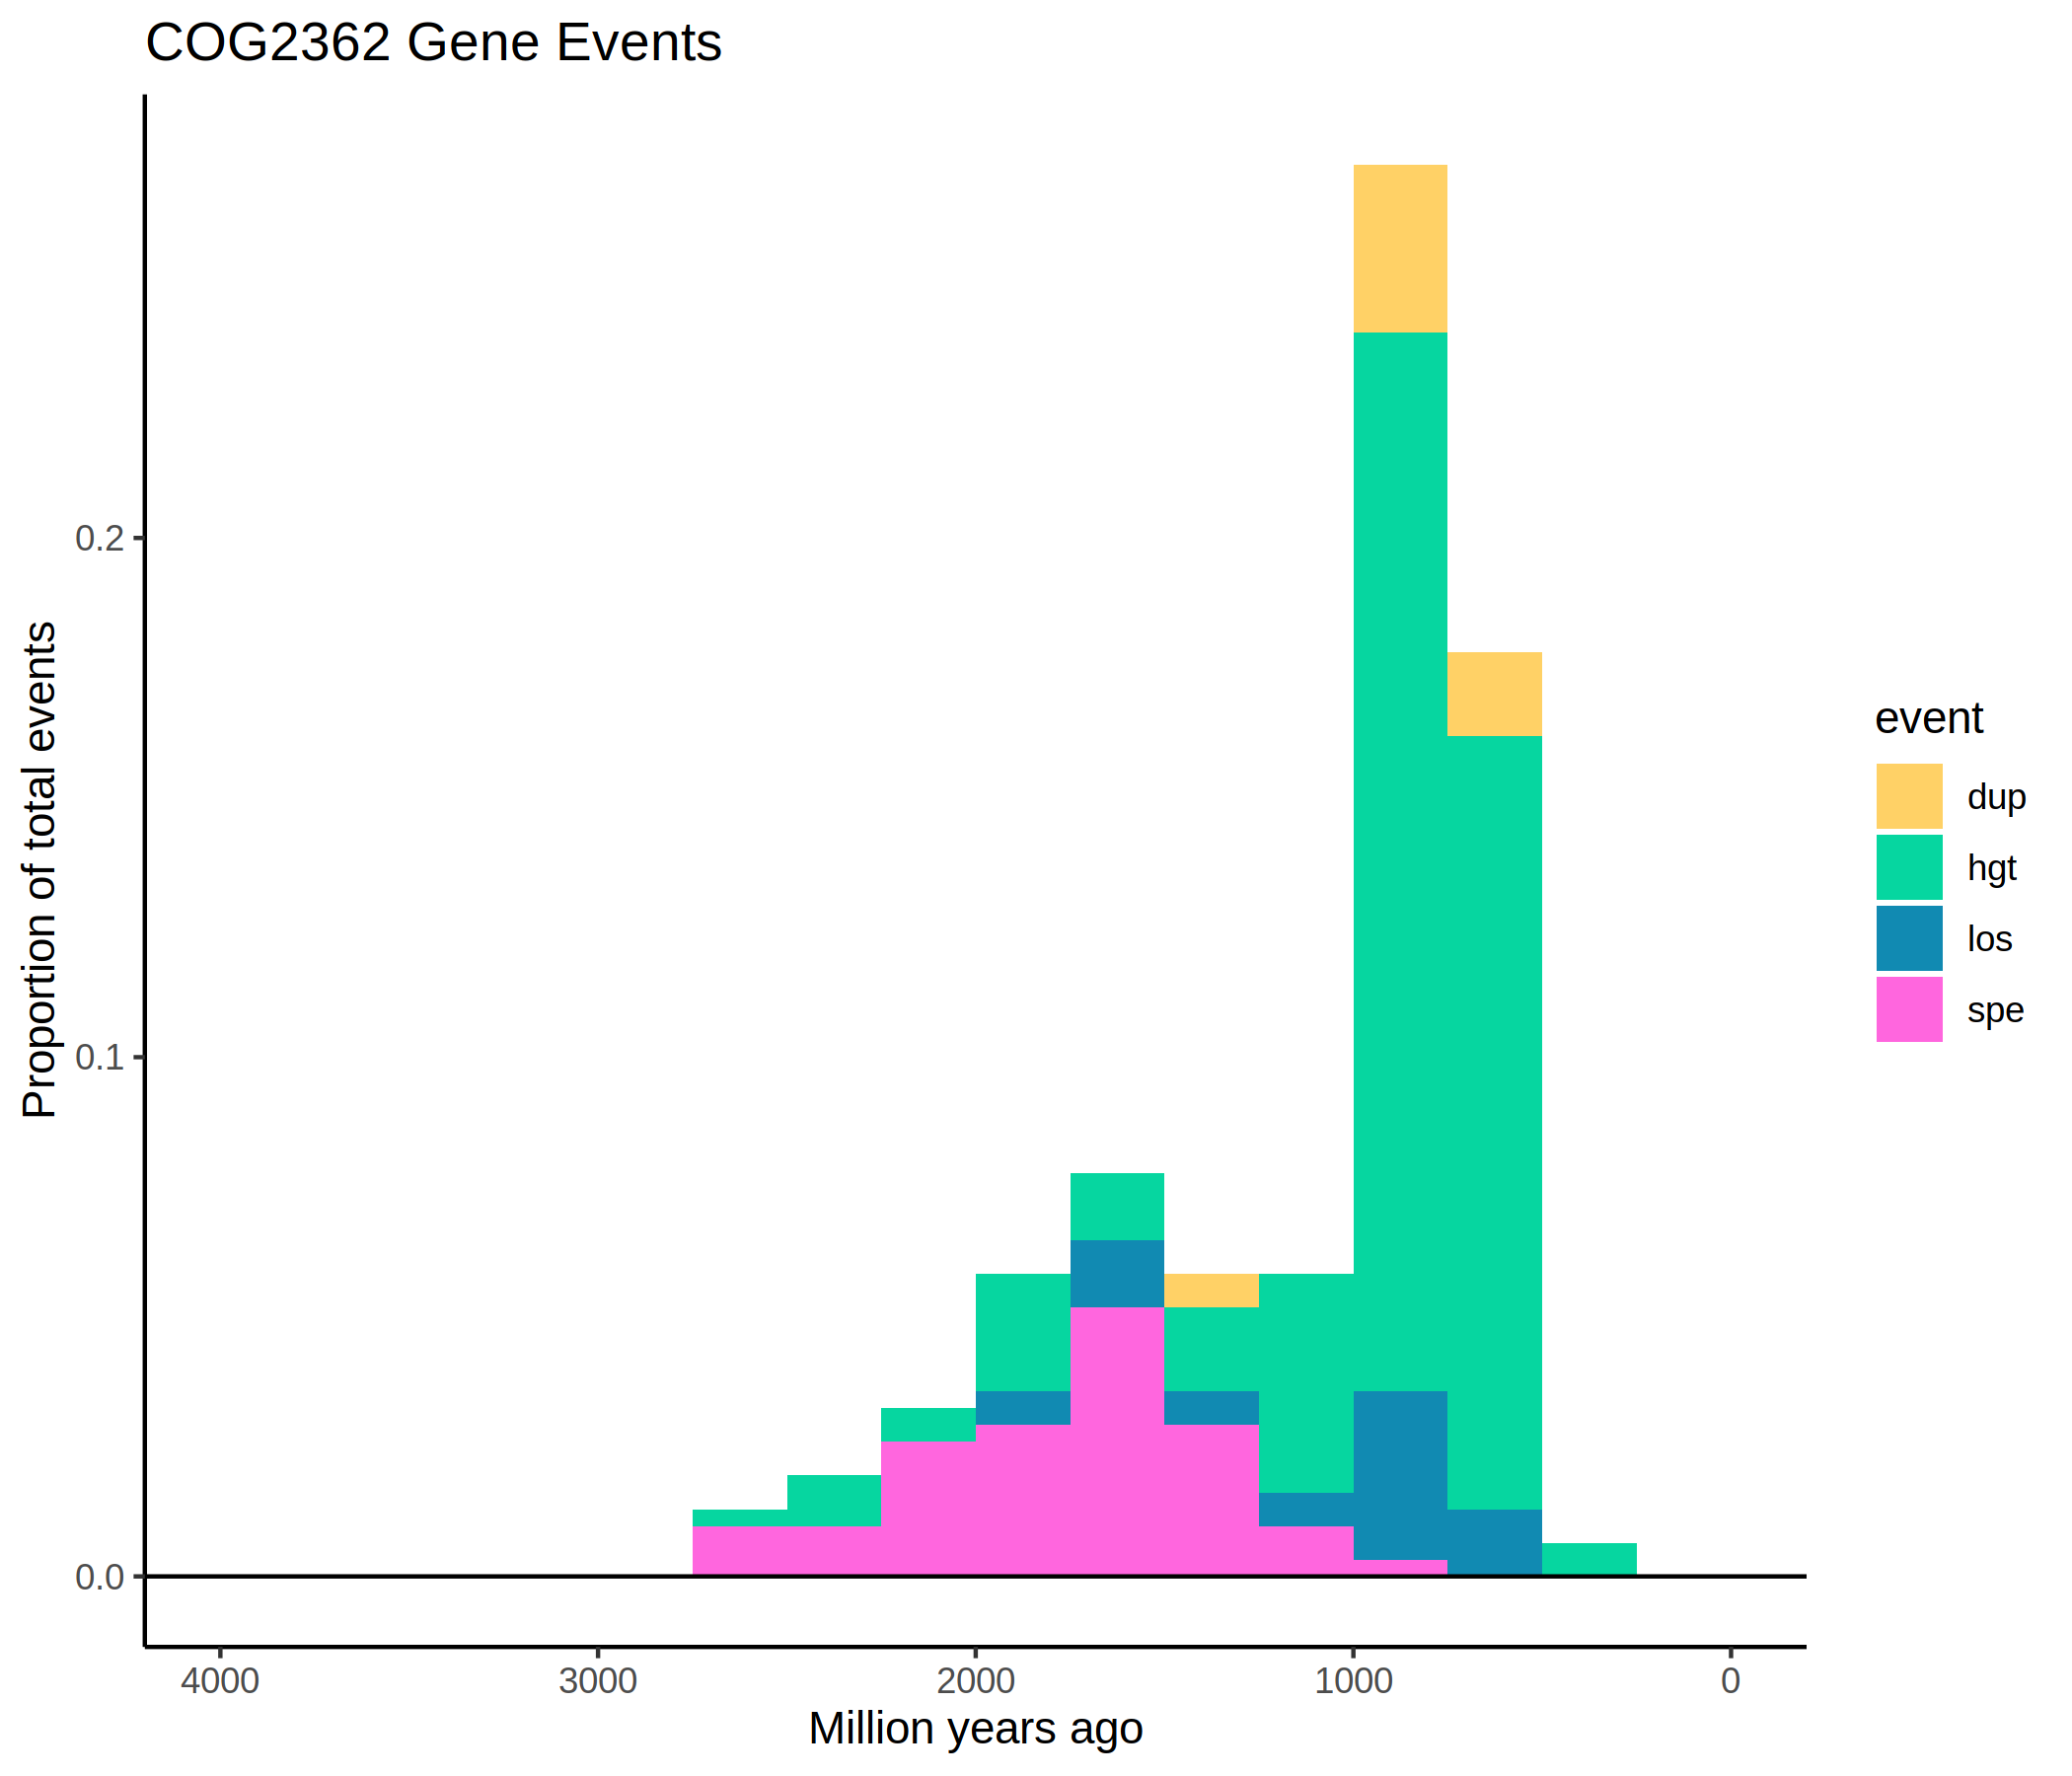 COG2362 Gene Events
Proportion of total events
0.2
0.1
0.0
4000 3000 2000 1000 0
Million years ago
event
dup
hgt
los
spe